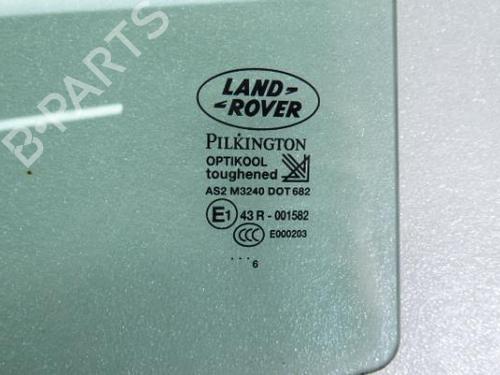 B-PARTS
LAND-
-ROVER
PILKINGTON
OPTIKOOL
toughened
AS2 M3240 DOT 682
E1 43 R - 001582
CCC E000203
. . . 6